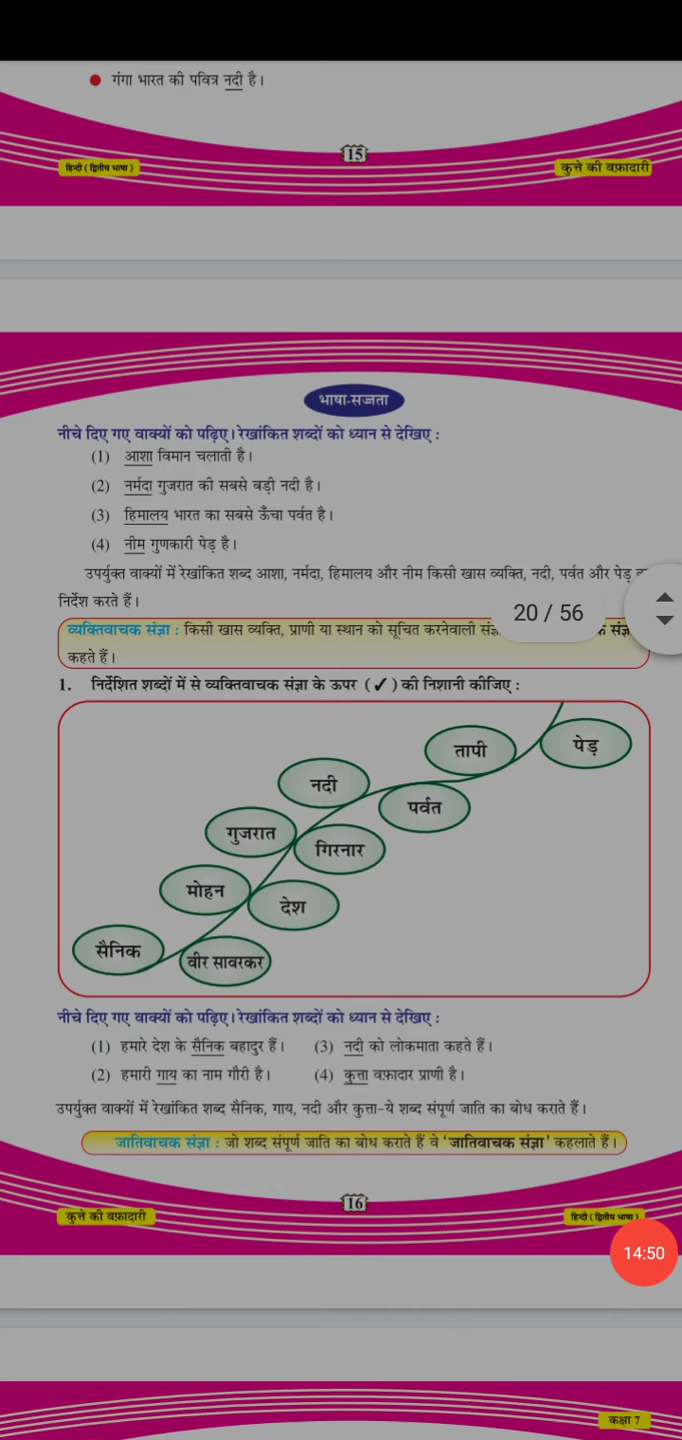 गंगा भारत की पवित्र नदी है।
15
हिन्दी ( द्वितीय भाषा )
कुत्ते की वफ़ादारी
भाषा-सज्जता
नीचे दिए गए वाक्यों को पढ़िए। रेखांकित शब्दों को ध्यान से देखिए :
(1) आशा विमान चलाती है।
(2) नर्मदा गुजरात की सबसे बड़ी नदी है।
(3) हिमालय भारत का सबसे ऊँचा पर्वत है।
(4) नीम गुणकारी पेड़ है।
उपर्युक्त वाक्यों में रेखांकित शब्द आशा, नर्मदा, हिमालय और नीम किसी खास व्यक्ति, नदी, पर्वत और पेड़
निर्देश करते हैं।
20 / 56
व्यक्तिवाचक संज्ञा : किसी खास व्यक्ति, प्राणी या स्थान को सूचित करनेवाली
कहते हैं।
1. निर्देशित शब्दों में से व्यक्तिवाचक संज्ञा के ऊपर (✓) की निशानी कीजिए :
तापी
पेड़
नदी
पर्वत
गुजरात
गिरनार
मोहन
देश
सैनिक
वीर सावरकर
नीचे दिए गए वाक्यों को पढ़िए। रेखांकित शब्दों को ध्यान से देखिए :
(1) हमारे देश के सैनिक बहादुर हैं। (3) नदी को लोकमाता कहते हैं।
(2) हमारी गाय का नाम गौरी है। (4) कुत्ता वफ़ादार प्राणी है।
उपर्युक्त वाक्यों में रेखांकित शब्द सैनिक, गाय, नदी और कुत्ता-ये शब्द संपूर्ण जाति का बोध कराते हैं।
जातिवाचक संज्ञा : जो शब्द संपूर्ण जाति का बोध कराते हैं वे 'जातिवाचक संज्ञा' कहलाते हैं।
16
कुत्ते की वफ़ादारी
हिन्दी ( द्वितीय भाषा )
14:50
कक्षा 7